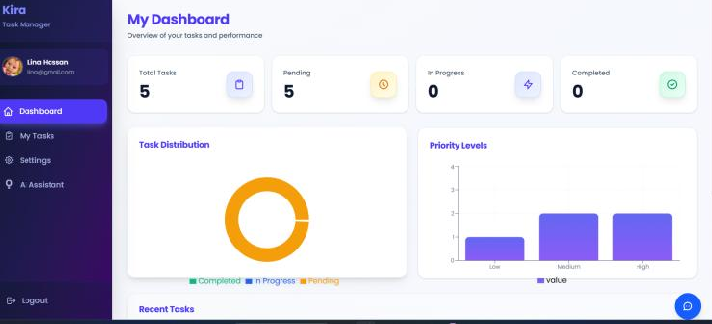 Kira
Task Manager
Lina Hassan
lina@gmail.com
Dashboard
My Tasks
Settings
AI Assistant
Logout
My Dashboard
Overview of your tasks and performance
Total Tasks
5
Pending
5
In Progress
0
Completed
0
Task Distribution
Completed In Progress Pending
Priority Levels
4
3
2
1
0
Low Medium High
value
Recent Tasks